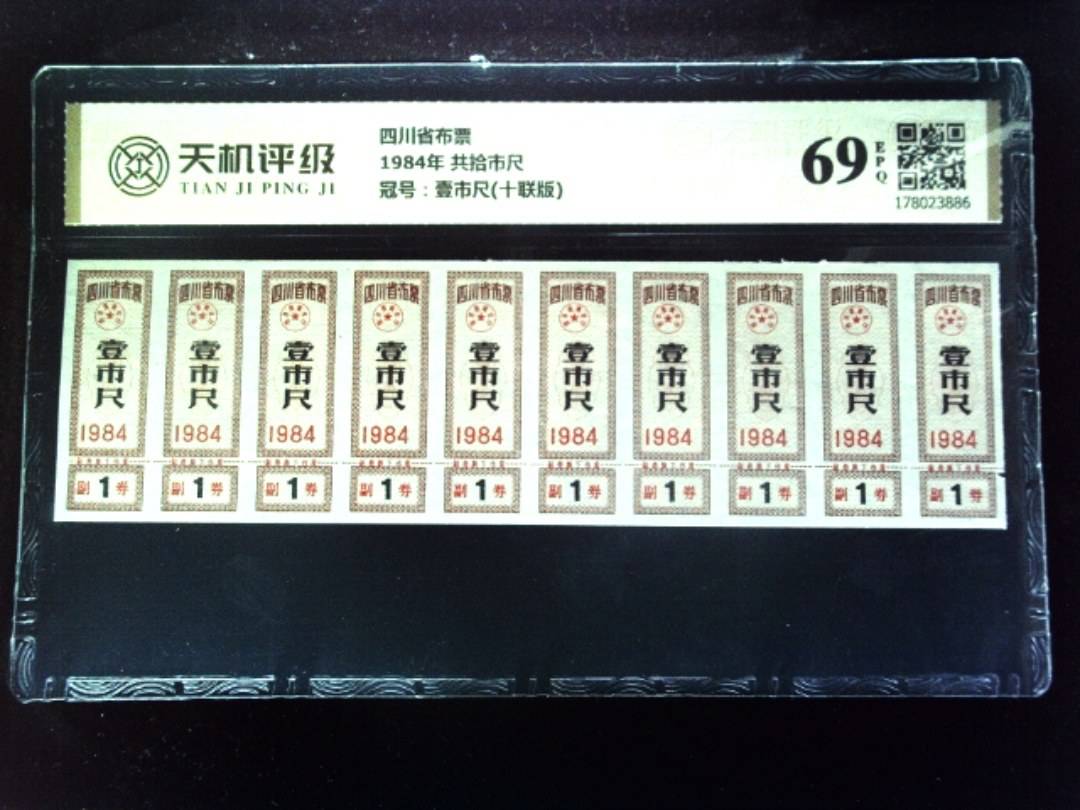 天机评级
TIAN JI PING JI
四川省布票
1984年 共拾市尺
冠号：壹市尺(十联版)
69
EPQ
178023886
四川省布票 四川省布票 四川省布票 四川省布票 四川省布票 四川省布票 四川省布票 四川省布票 四川省布票 四川省布票
壹市尺 壹市尺 壹市尺 壹市尺 壹市尺 壹市尺 壹市尺 壹市尺 壹市尺 壹市尺
1984 1984 1984 1984 1984 1984 1984 1984 1984 1984
副1券 副1券 副1券 副1券 副1券 副1券 副1券 副1券 副1券 副1券